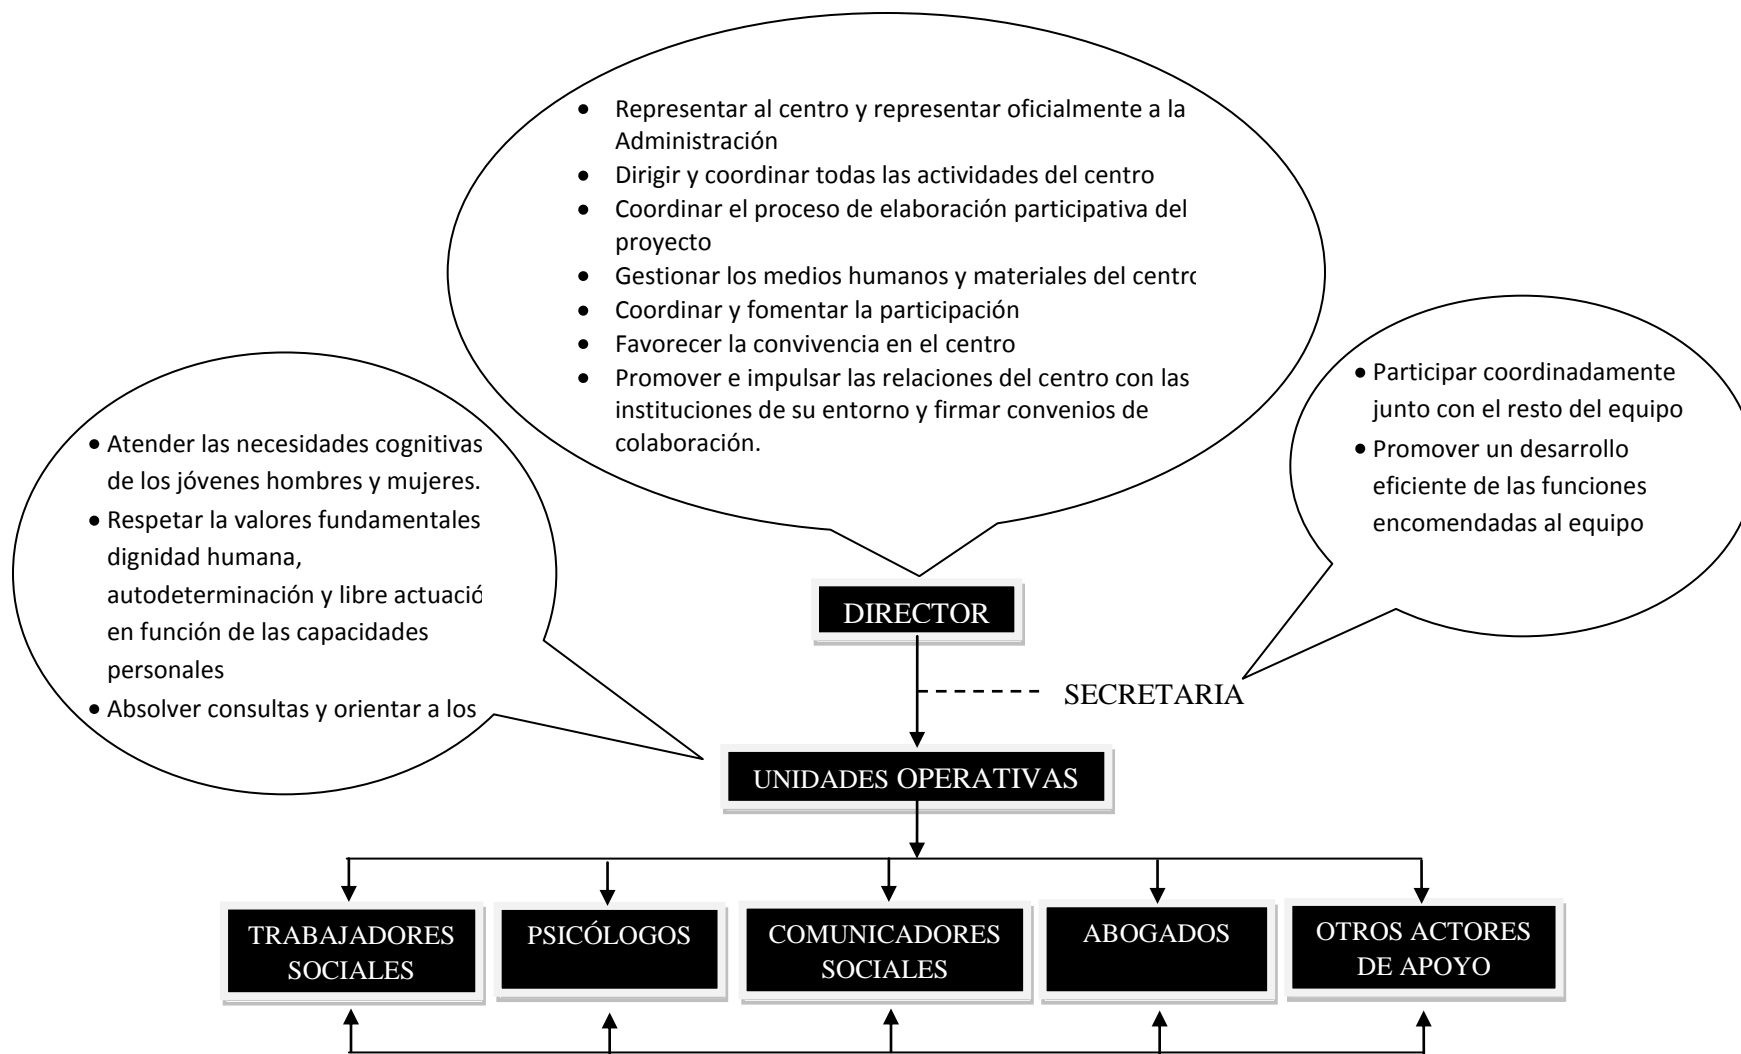 • Representar al centro y representar oficialmente a la
Administración
• Dirigir y coordinar todas las actividades del centro
• Coordinar el proceso de elaboración participativa del
proyecto
• Gestionar los medios humanos y materiales del centro
• Coordinar y fomentar la participación
• Favorecer la convivencia en el centro
• Promover e impulsar las relaciones del centro con las
instituciones de su entorno y firmar convenios de
colaboración.
• Participar coordinadamente
junto con el resto del equipo
• Promover un desarrollo
eficiente de las funciones
encomendadas al equipo
• Atender las necesidades cognitivas
de los jóvenes hombres y mujeres.
• Respetar la valores fundamentales
dignidad humana,
autodeterminación y libre actuació
en función de las capacidades
personales
• Absolver consultas y orientar a los
DIRECTOR
SECRETARIA
UNIDADES OPERATIVAS
TRABAJADORES
SOCIALES
PSICÓLOGOS
COMUNICADORES
SOCIALES
ABOGADOS
OTROS ACTORES
DE APOYO